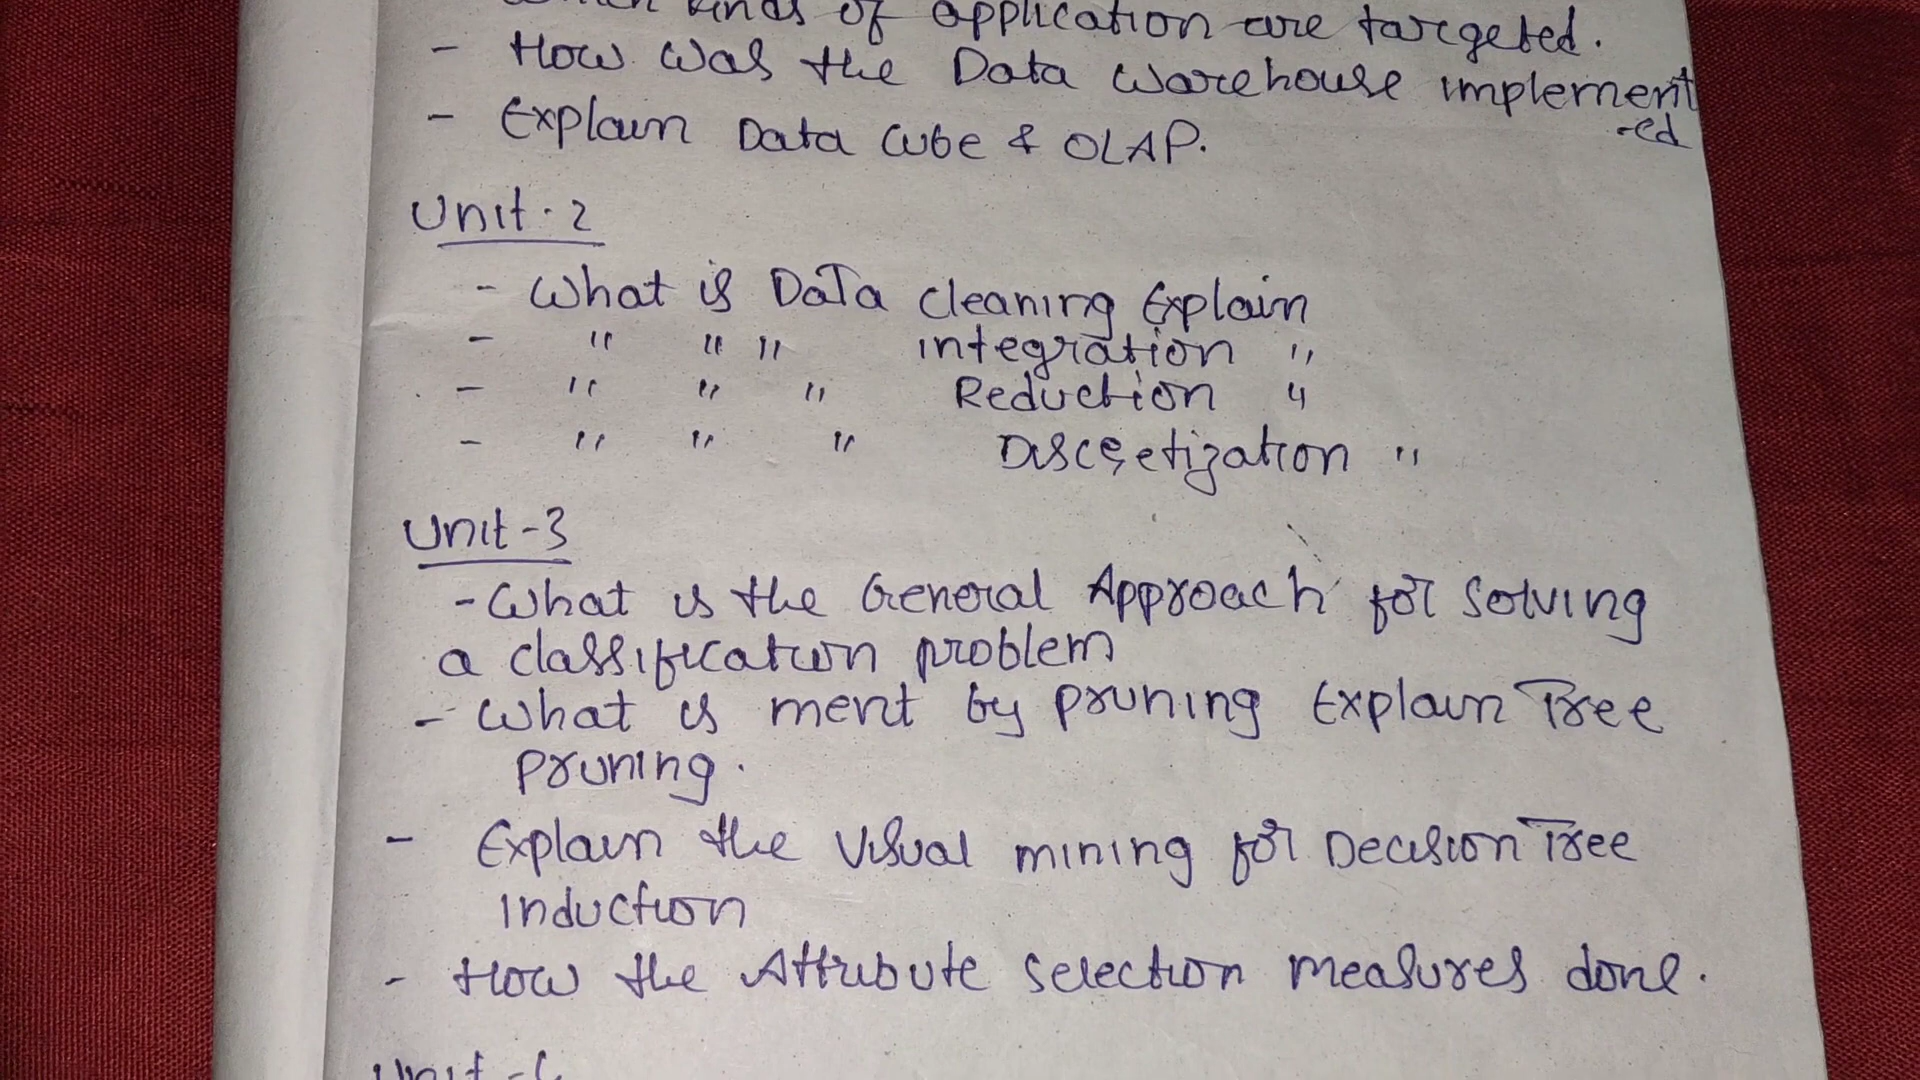 kinds of application are targeted.
- How was the Data warehouse implement
-ed
- Explain Data Cube & OLAP.
Unit-2
- What is Data cleaning Explain
- " " " integration "
- " " " Reduction "
- " " " Discretization "
Unit-3
- What is the General Approach for solving
a classification problem
- What is ment by pruning Explain Tree
pruning.
- Explain the Visual mining for Decision Tree
induction
- How the Attribute selection measures done.
Unit-